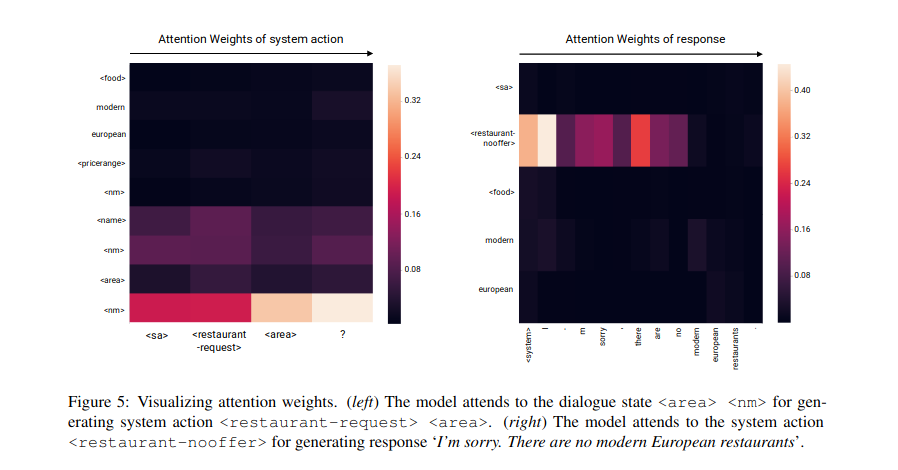 Attention Weights of system action
<food>
modern
european
<pricerange>
<nm>
<name>
<nm>
<area>
<nm>
<sa>
<restaurant
-request>
<area>
?
0.32
0.24
0.16
0.08
Attention Weights of response
<sa>
<restaurant-
nooffer>
<food>
modern
european
<system>
I
'
m
sorry
.
there
are
no
modern
european
restaurants
.
0.40
0.32
0.24
0.16
0.08
Figure 5: Visualizing attention weights. (left) The model attends to the dialogue state <area> <nm> for gen-
erating system action <restaurant-request> <area>. (right) The model attends to the system action
<restaurant-nooffer> for generating response ‘I’m sorry. There are no modern European restaurants’.